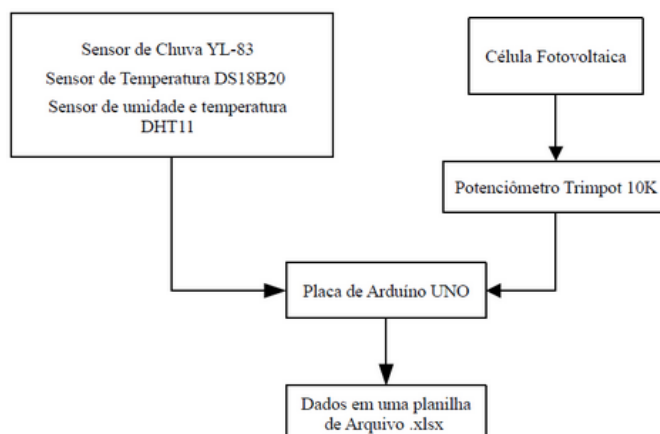 Sensor de Chuva YL-83
Sensor de Temperatura DS18B20
Sensor de umidade e temperatura
DHT11
Célula Fotovoltaica
Potenciômetro Trimpot 10K
Placa de Arduíno UNO
Dados em uma planilha
de Arquivo .xlsx